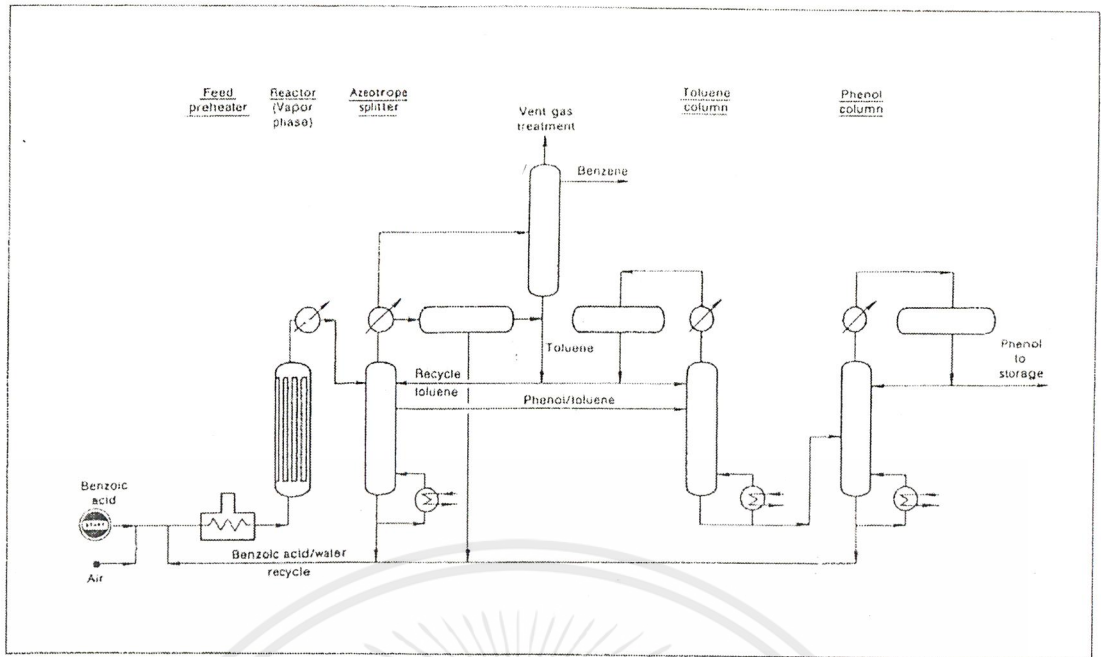 Feed
preheater
Reactor
(Vapor
phase)
Azeotrope
splitter
Vent gas
treatment
Toluene
column
Phenol
column
Benzene
Toluene
Recycle
toluene
Phenol/toluene
Phenol
to
storage
Benzoic
acid
START
Air
Benzoic acid/water
recycle